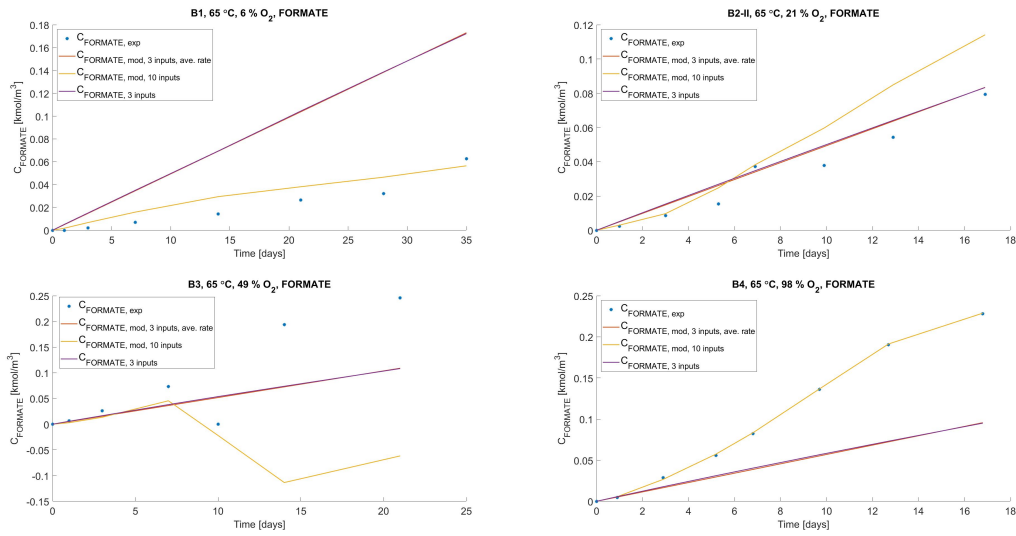 B1, 65 °C, 6 % O2, FORMATE
CFORMATE [kmol/m3]
0.18
0.16
0.14
0.12
0.1
0.08
0.06
0.04
0.02
0
CFORMATE, exp
CFORMATE, mod, 3 inputs, ave. rate
CFORMATE, mod, 10 inputs
CFORMATE, 3 inputs
0 5 10 15 20 25 30 35
Time [days]
B2-II, 65 °C, 21 % O2, FORMATE
CFORMATE [kmol/m3]
0.12
0.1
0.08
0.06
0.04
0.02
0
CFORMATE, exp
CFORMATE, mod, 3 inputs, ave. rate
CFORMATE, mod, 10 inputs
CFORMATE, 3 inputs
0 2 4 6 8 10 12 14 16 18
Time [days]
B3, 65 °C, 49 % O2, FORMATE
CFORMATE [kmol/m3]
0.25
0.2
0.15
0.1
0.05
0
-0.05
-0.1
-0.15
CFORMATE, exp
CFORMATE, mod, 3 inputs, ave. rate
CFORMATE, mod, 10 inputs
CFORMATE, 3 inputs
0 5 10 15 20 25
Time [days]
B4, 65 °C, 98 % O2, FORMATE
CFORMATE [kmol/m3]
0.25
0.2
0.15
0.1
0.05
0
CFORMATE, exp
CFORMATE, mod, 3 inputs, ave. rate
CFORMATE, mod, 10 inputs
CFORMATE, 3 inputs
0 2 4 6 8 10 12 14 16 18
Time [days]